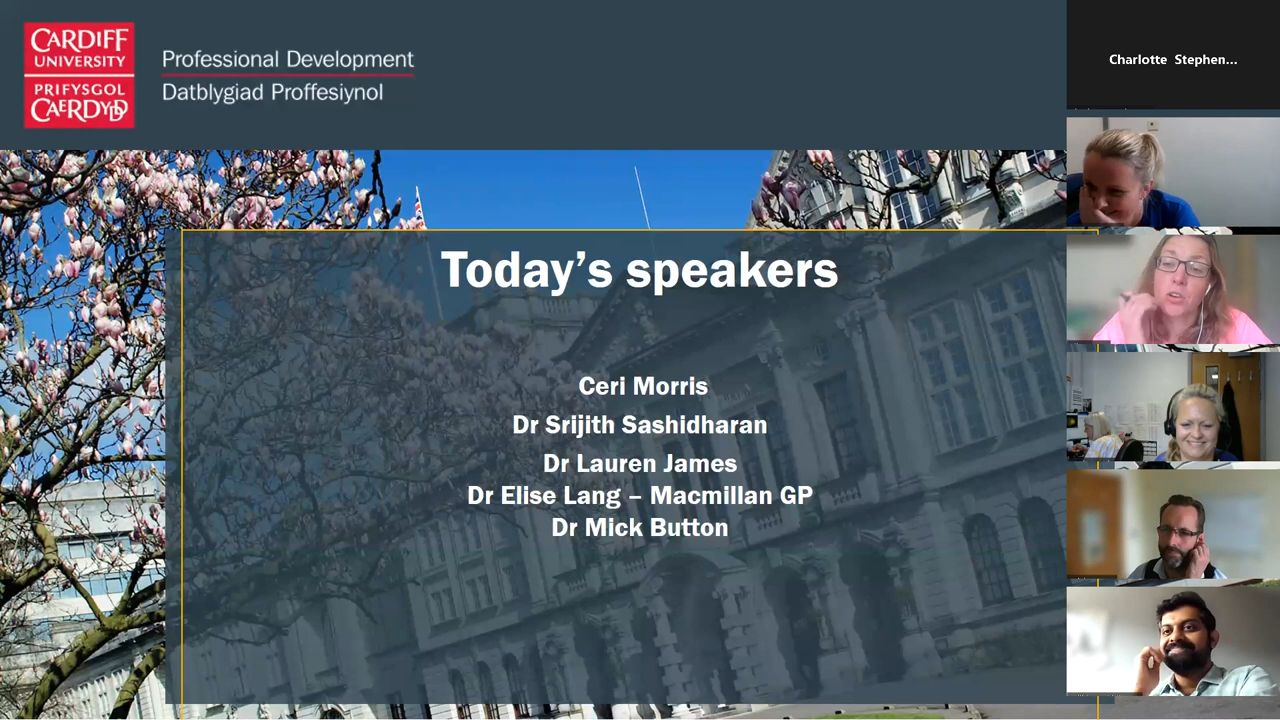 CARDIFF
UNIVERSITY
PRIFYSGOL
CAERDYDD
Professional Development
Datblygiad Proffesiynol
Charlotte Stephen...
Today's speakers
Ceri Morris
Dr Srijith Sashidharan
Dr Lauren James
Dr Elise Lang – Macmillan GP
Dr Mick Button